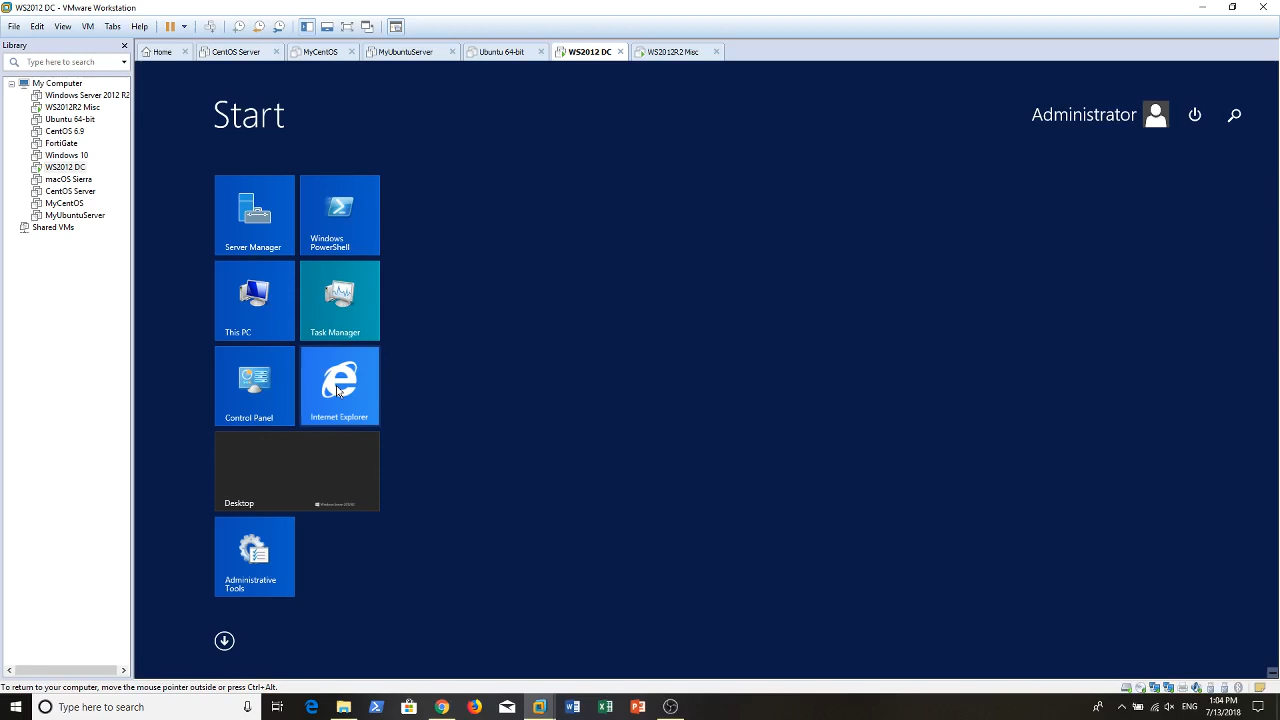 WS2012 DC - VMware Workstation
File Edit View VM Tabs Help
Library
Type here to search
Home
CentOS Server
MyCentOS
MyUbuntuServer
Ubuntu 64-bit
WS2012 DC
WS2012R2 Misc
My Computer
Windows Server 2012 R2
WS2012R2 Misc
Ubuntu 64-bit
CentOS 6.9
FortiGate
Windows 10
WS2012 DC
macOS Sierra
CentOS Server
MyCentOS
MyUbuntuServer
Shared VMs
Start
Administrator
Server Manager
Windows
PowerShell
This PC
Task Manager
Control Panel
Internet Explorer
Desktop
Administrative
Tools
To return to your computer, move the mouse pointer outside or press Ctrl+Alt.
Type here to search
ENG
1:04 PM
7/13/2018